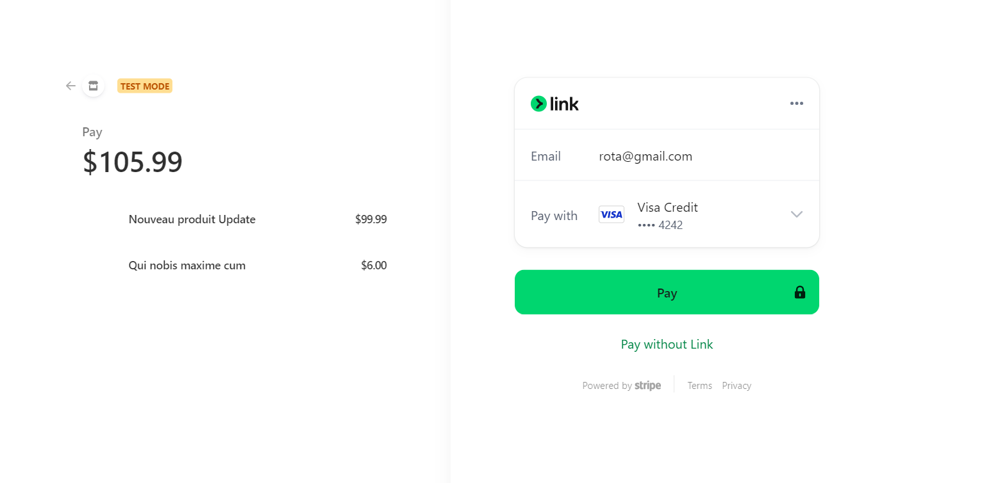 TEST MODE
Pay
$105.99
Nouveau produit Update $99.99
Qui nobis maxime cum $6.00
link
Email rota@gmail.com
Pay with VISA Visa Credit
•••• 4242
Pay
Pay without Link
Powered by stripe Terms Privacy